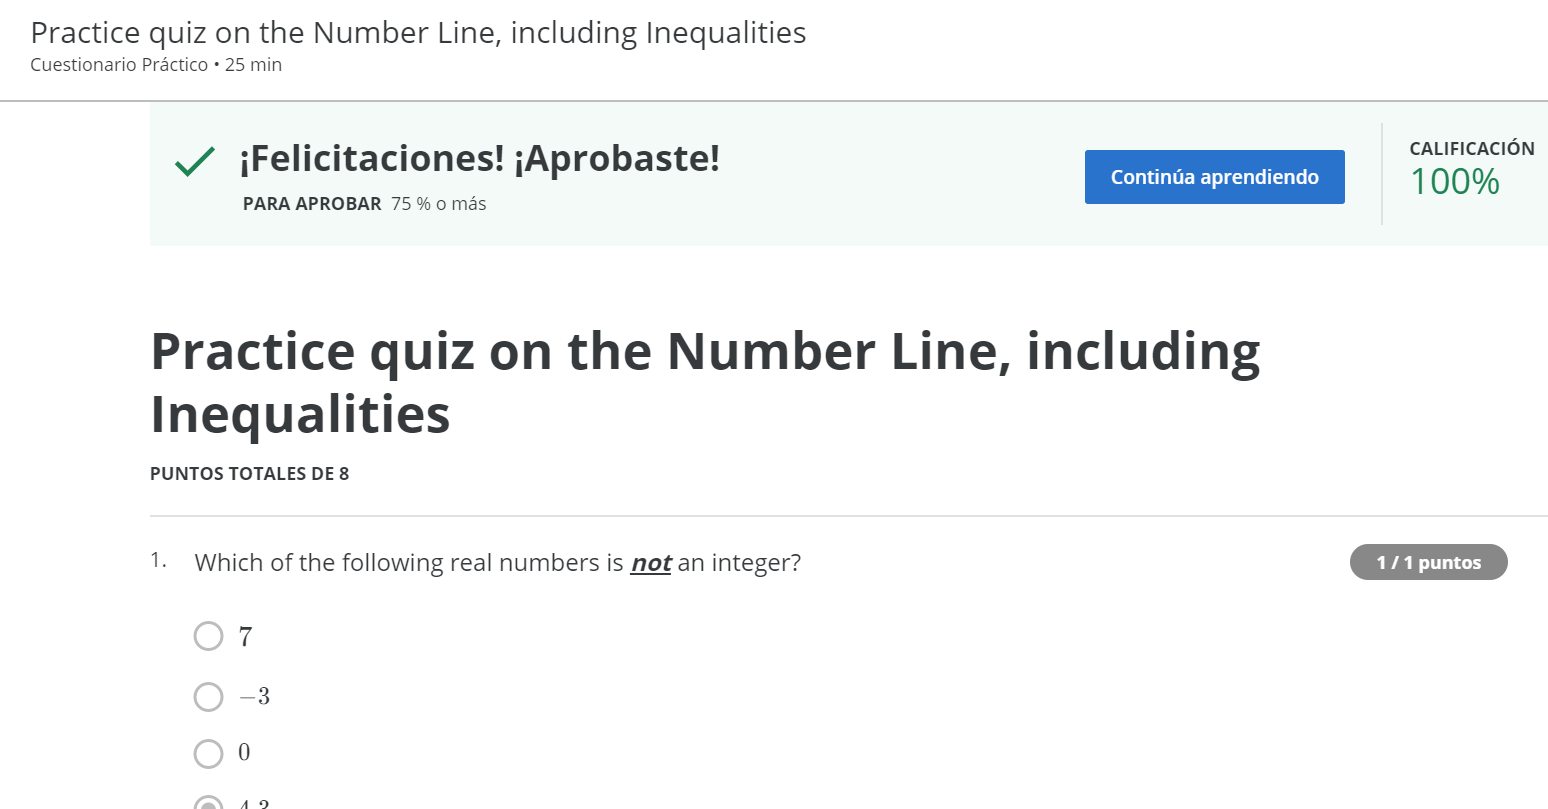 Practice quiz on the Number Line, including Inequalities
Cuestionario Práctico • 25 min
¡Felicitaciones! ¡Aprobaste!
PARA APROBAR 75 % o más
Continúa aprendiendo
CALIFICACIÓN
100%
Practice quiz on the Number Line, including
Inequalities
PUNTOS TOTALES DE 8
1. Which of the following real numbers is not an integer?
1 / 1 puntos
7
−3
0